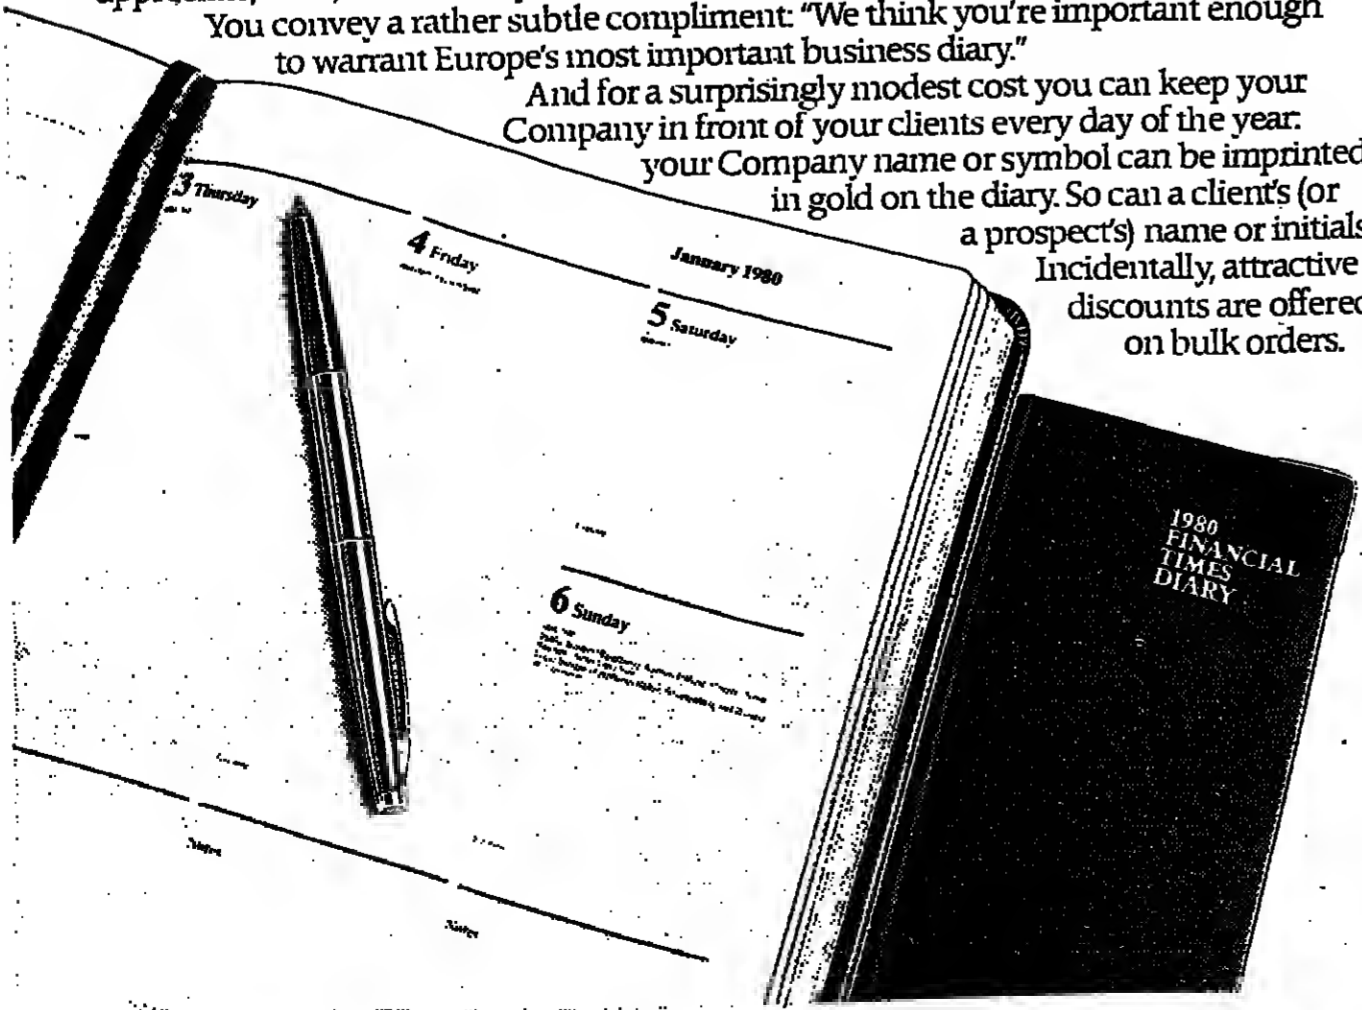 You convey a rather subtle compliment: "We think you're important enough
to warrant Europe's most important business diary."
And for a surprisingly modest cost you can keep your
Company in front of your clients every day of the year:
your Company name or symbol can be imprinted
in gold on the diary. So can a client's (or
a prospect's) name or initials
Incidentally, attractive
discounts are offered
on bulk orders.
3 Thursday
4 Friday
January 1980
5 Saturday
6 Sunday
Notes
Notes
1980
FINANCIAL
TIMES
DIARY